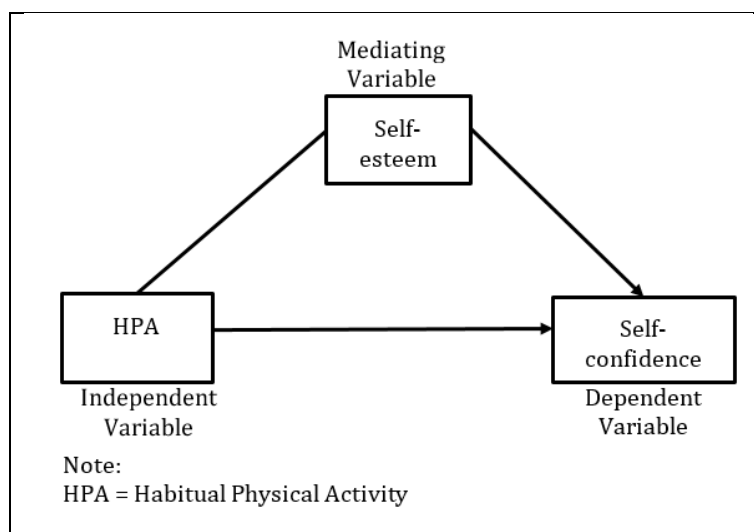 Mediating
Variable
Self-
esteem
HPA
Self-
confidence
Independent
Variable
Dependent
Variable
Note:
HPA = Habitual Physical Activity